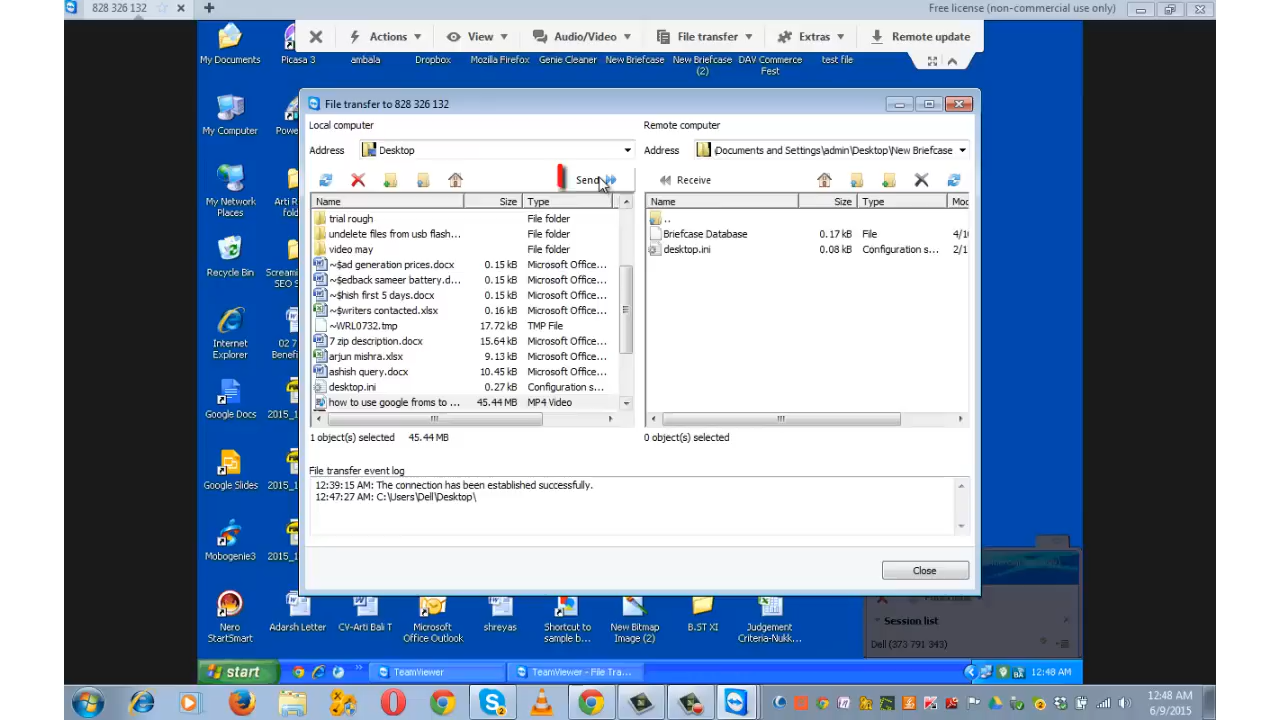 828 326 132
Free license (non-commercial use only)
Actions
View
Audio/Video
File transfer
Extras
Remote update
My Documents
Picasa 3
ambala
Dropbox
Mozilla Firefox
Genie Cleaner
New Briefcase
New Briefcase (2)
DAV Commerce Fest
test file
My Computer
My Network Places
Recycle Bin
Internet Explorer
Google Docs
Google Slides
Mobogenie3
File transfer to 828 326 132
Local computer
Address
Desktop
Send
Name Size Type
trial rough File folder
undelete files from usb flash... File folder
video may File folder
~$ad generation prices.docx 0.15 kB Microsoft Office...
~$edback sameer battery.d... 0.15 kB Microsoft Office...
~$hish first 5 days.docx 0.15 kB Microsoft Office...
~$writers contacted.xlsx 0.16 kB Microsoft Office...
~WRL0732.tmp 17.72 kB TMP File
7 zip description.docx 15.64 kB Microsoft Office...
arjun mishra.xlsx 9.13 kB Microsoft Office...
ashish query.docx 10.45 kB Microsoft Office...
desktop.ini 0.27 kB Configuration s...
how to use google froms to ... 45.44 MB MP4 Video
1 object(s) selected 45.44 MB
Remote computer
Address
\Documents and Settings\admin\Desktop\New Briefcase
Receive
Name Size Type Moc
..
Briefcase Database 0.17 kB File 4/1
desktop.ini 0.08 kB Configuration s... 2/1
0 object(s) selected
File transfer event log
12:39:15 AM: The connection has been established successfully.
12:47:27 AM: C:\Users\Dell\Desktop\
Close
Session list
Dell (373 791 343)
Nero StartSmart
Adarsh Letter
CV-Arti Bali T
Microsoft Office Outlook
shreyas
Shortcut to sample b...
New Bitmap Image (2)
B.ST XI
Judgement Criteria-Nukk...
start
TeamViewer
TeamViewer - File Tra...
12:48 AM
12:48 AM
6/9/2015